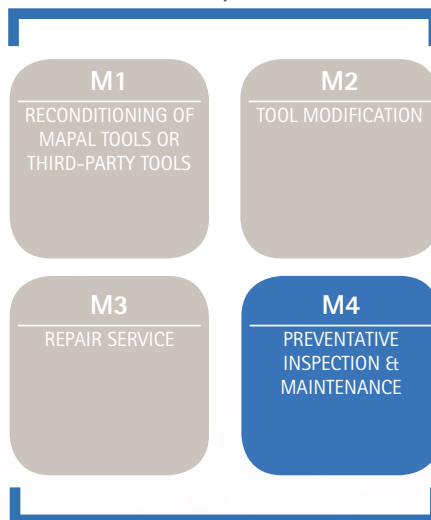 M1
RECONDITIONING OF
MAPAL TOOLS OR
THIRD-PARTY TOOLS
M2
TOOL MODIFICATION
M3
REPAIR SERVICE
M4
PREVENTATIVE
INSPECTION &
MAINTENANCE